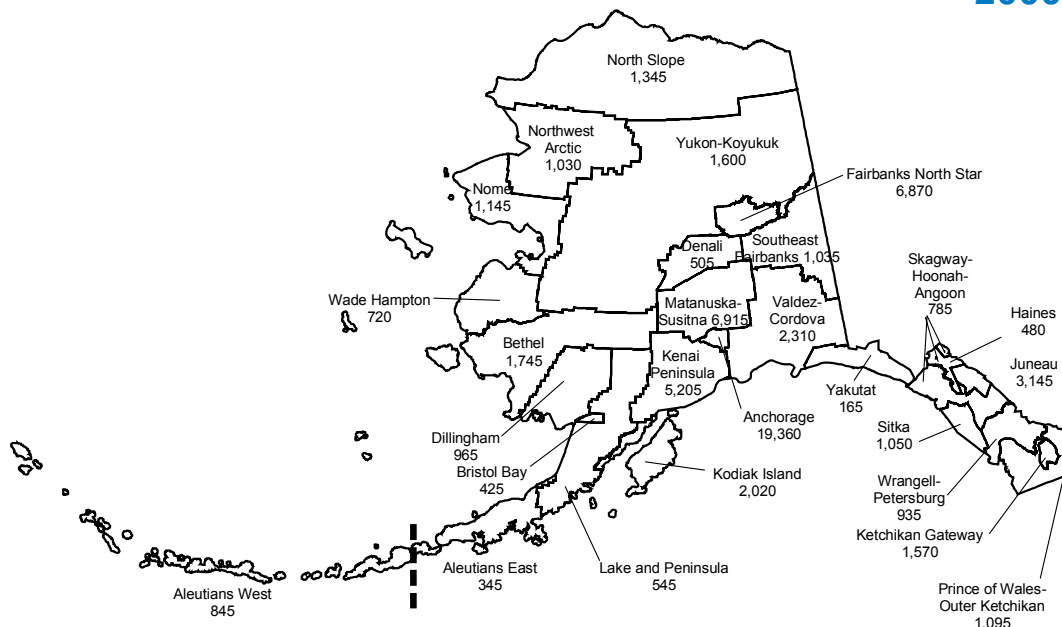 North Slope
1,345
Northwest
Arctic
1,030
Yukon-Koyukuk
1,600
Nome
1,145
Fairbanks North Star
6,870
Denali
505
Southeast
Fairbanks 1,035
Skagway-
Hoonah-
Angoon
785
Wade Hampton
720
Matanuska-
Susitna 6,915
Valdez-
Cordova
2,310
Haines
480
Bethel
1,745
Kenai
Peninsula
5,205
Juneau
3,145
Yakutat
165
Anchorage
19,360
Sitka
1,050
Dillingham
965
Bristol Bay
425
Kodiak Island
2,020
Wrangell-
Petersburg
935
Ketchikan Gateway
1,570
Aleutians West
845
Aleutians East
345
Lake and Peninsula
545
Prince of Wales-
Outer Ketchikan
1,095